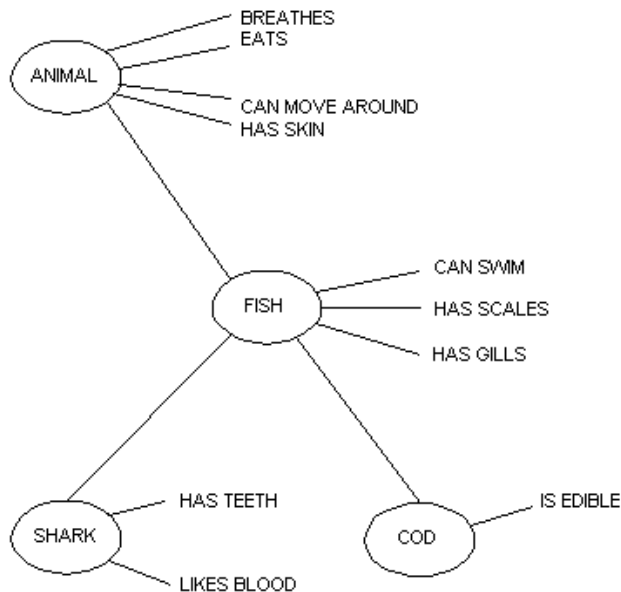 BREATHES
EATS
ANIMAL
CAN MOVE AROUND
HAS SKIN
CAN SWIM
FISH
HAS SCALES
HAS GILLS
HAS TEETH
IS EDIBLE
SHARK
COD
LIKES BLOOD